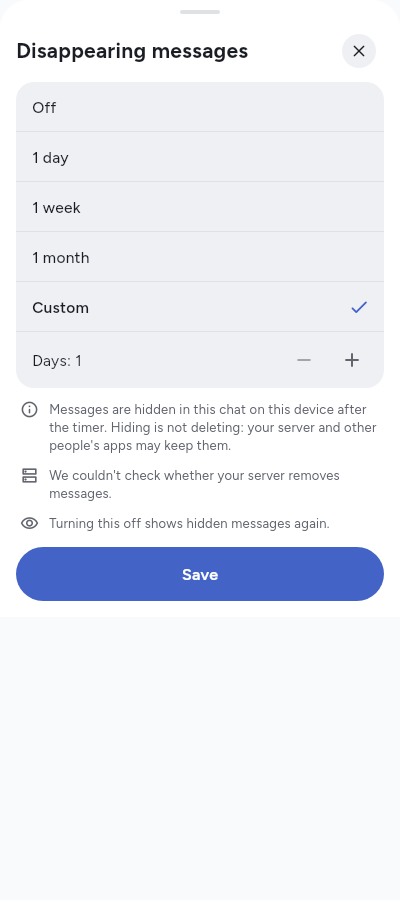 Disappearing messages
Off
1 day
1 week
1 month
Custom
Days: 1
Messages are hidden in this chat on this device after
the timer. Hiding is not deleting: your server and other
people's apps may keep them.
We couldn't check whether your server removes
messages.
Turning this off shows hidden messages again.
Save